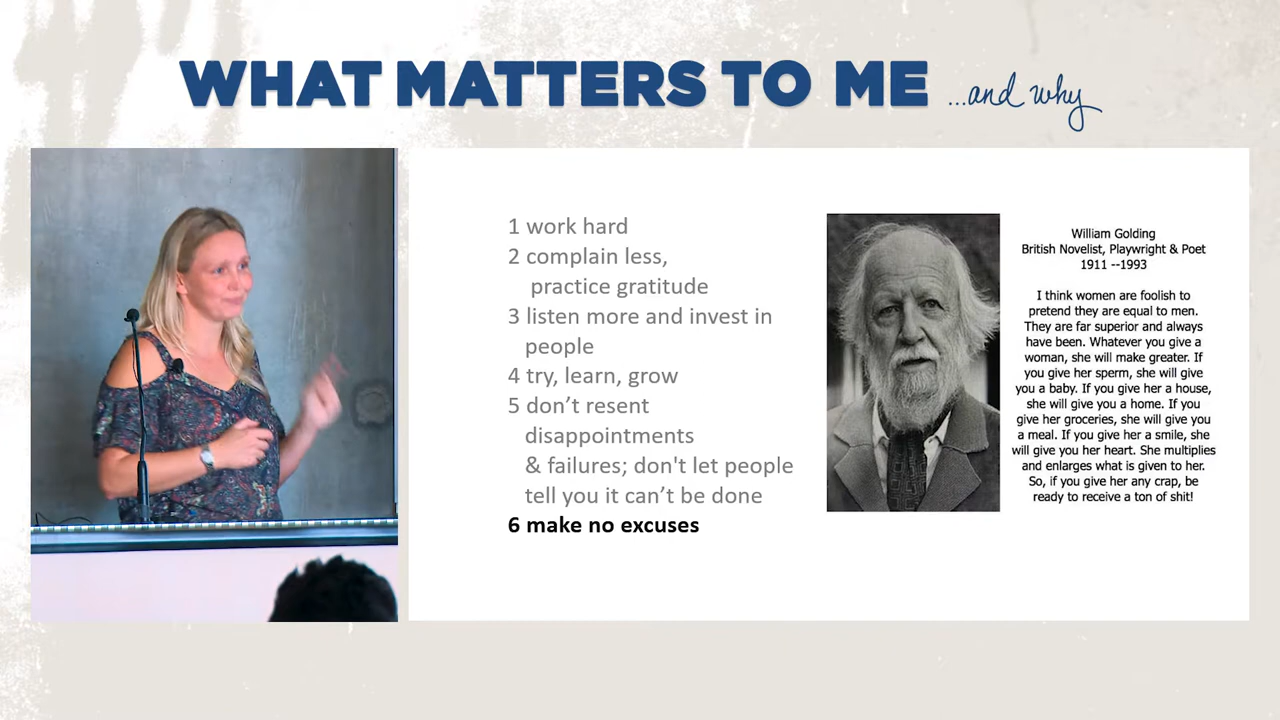 WHAT MATTERS TO ME ...and why
1 work hard
2 complain less,
practice gratitude
3 listen more and invest in
people
4 try, learn, grow
5 don’t resent
disappointments
& failures; don't let people
tell you it can’t be done
6 make no excuses
William Golding
British Novelist, Playwright & Poet
1911 --1993
I think women are foolish to
pretend they are equal to men.
They are far superior and always
have been. Whatever you give a
woman, she will make greater. If
you give her sperm, she will give
you a baby. If you give her a house,
she will give you a home. If you
give her groceries, she will give you
a meal. If you give her a smile, she
will give you her heart. She multiplies
and enlarges what is given to her.
So, if you give her any crap, be
ready to receive a ton of shit!